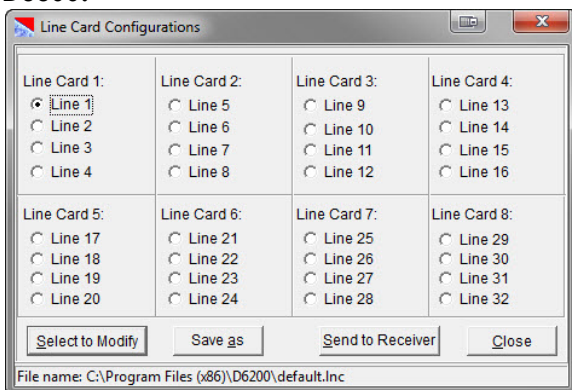 Line Card Configurations
Line Card 1:
Line 1
Line 2
Line 3
Line 4
Line Card 2:
Line 5
Line 6
Line 7
Line 8
Line Card 3:
Line 9
Line 10
Line 11
Line 12
Line Card 4:
Line 13
Line 14
Line 15
Line 16
Line Card 5:
Line 17
Line 18
Line 19
Line 20
Line Card 6:
Line 21
Line 22
Line 23
Line 24
Line Card 7:
Line 25
Line 26
Line 27
Line 28
Line Card 8:
Line 29
Line 30
Line 31
Line 32
Select to Modify
Save as
Send to Receiver
Close
File name: C:\Program Files (x86)\D6200\default.lnc